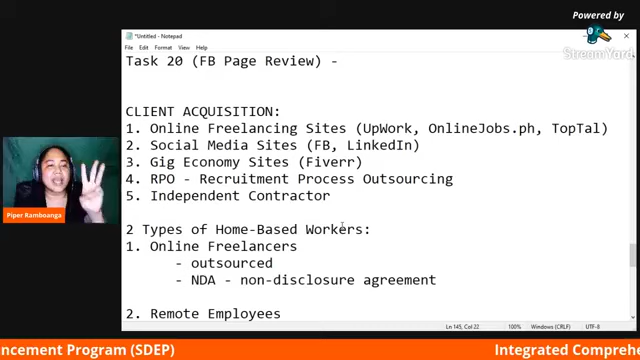 Powered by
StreamYard
*Untitled - Notepad
File Edit Format View Help
Task 20 (FB Page Review) -
CLIENT ACQUISITION:
1. Online Freelancing Sites (UpWork, OnlineJobs.ph, TopTal)
2. Social Media Sites (FB, LinkedIn)
3. Gig Economy Sites (Fiverr)
4. RPO - Recruitment Process Outsourcing
5. Independent Contractor
2 Types of Home-Based Workers:
1. Online Freelancers
- outsourced
- NDA - non-disclosure agreement
2. Remote Employees
Piper Ramboanga
Ln 145, Col 22 100% Windows (CRLF) UTF-8
ncement Program (SDEP) Integrated Comprehe